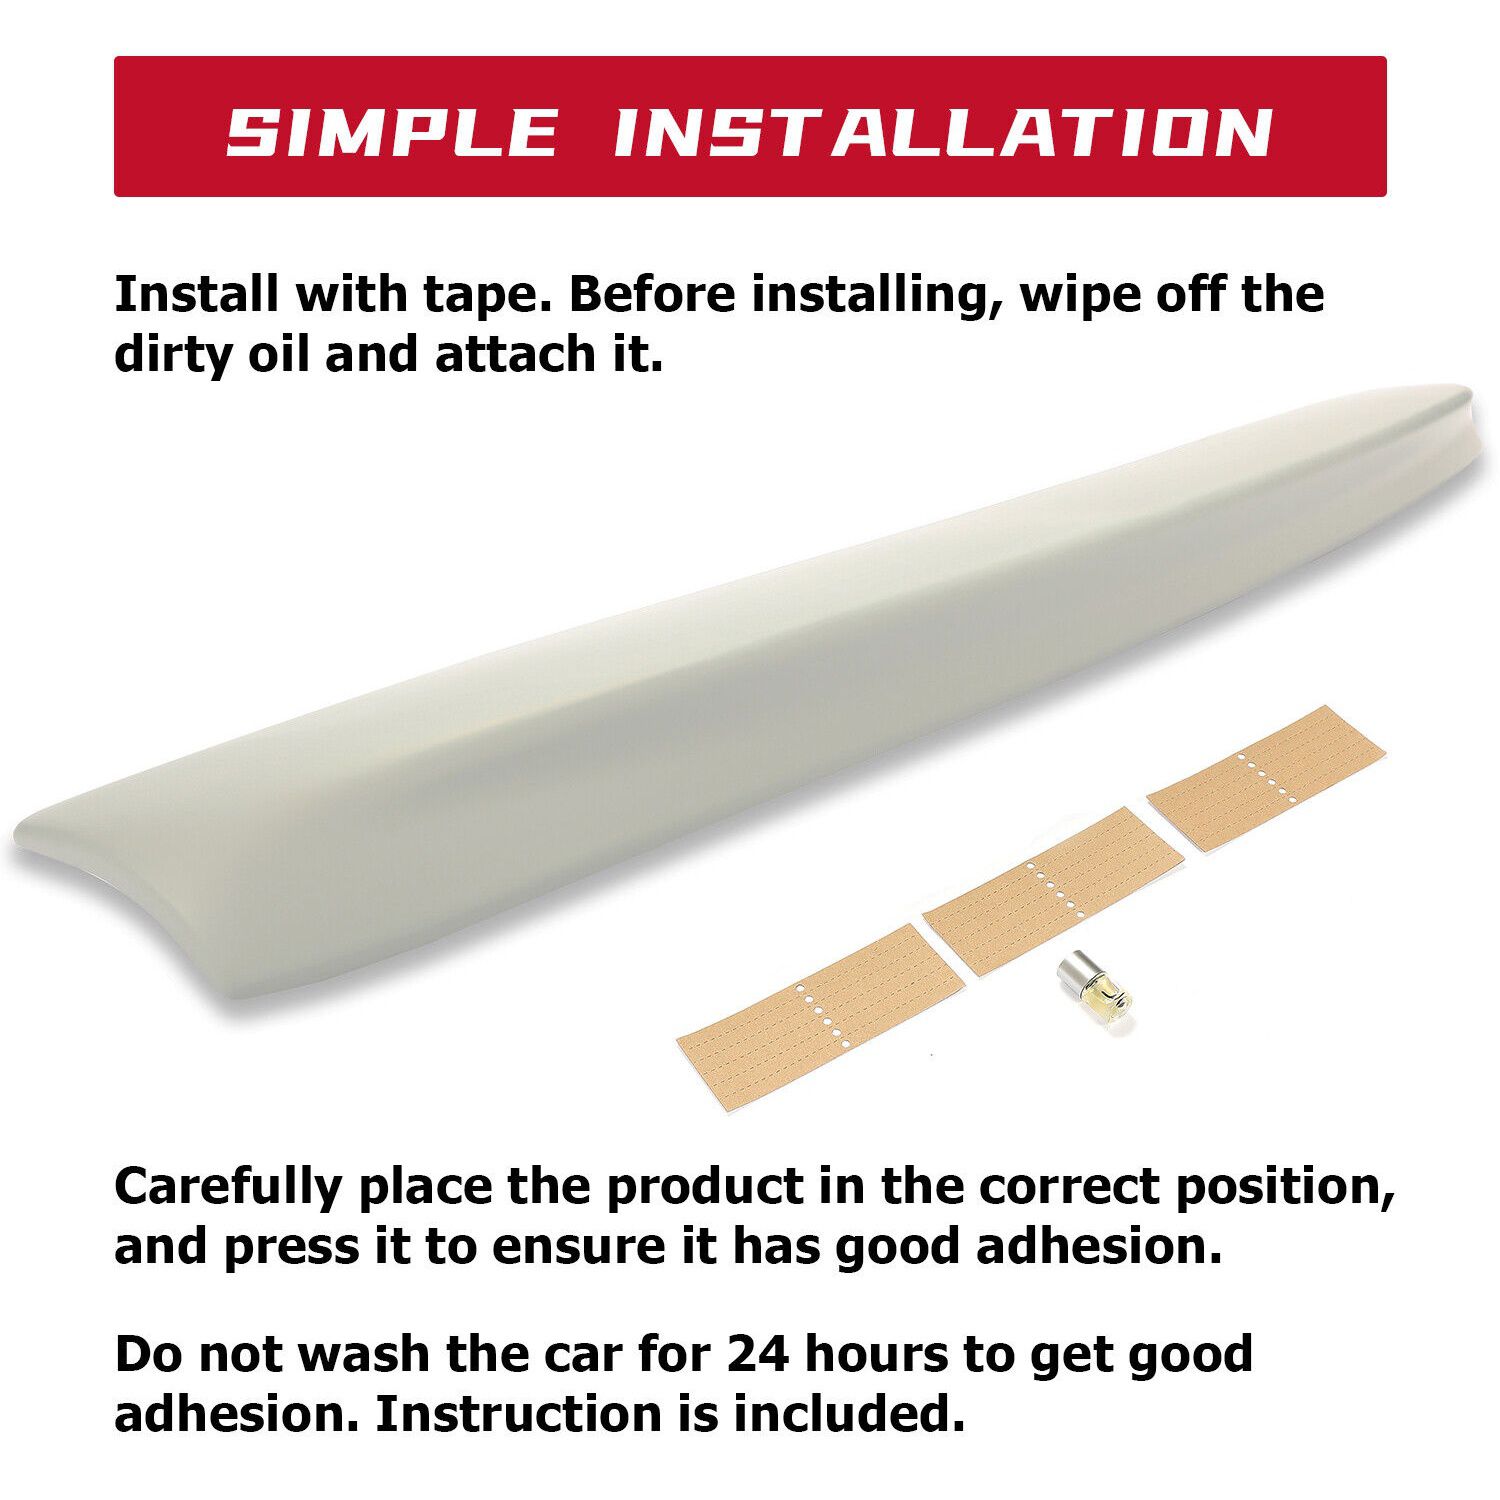 SIMPLE INSTALLATION
Install with tape. Before installing, wipe off the
dirty oil and attach it.
Carefully place the product in the correct position,
and press it to ensure it has good adhesion.
Do not wash the car for 24 hours to get good
adhesion. Instruction is included.